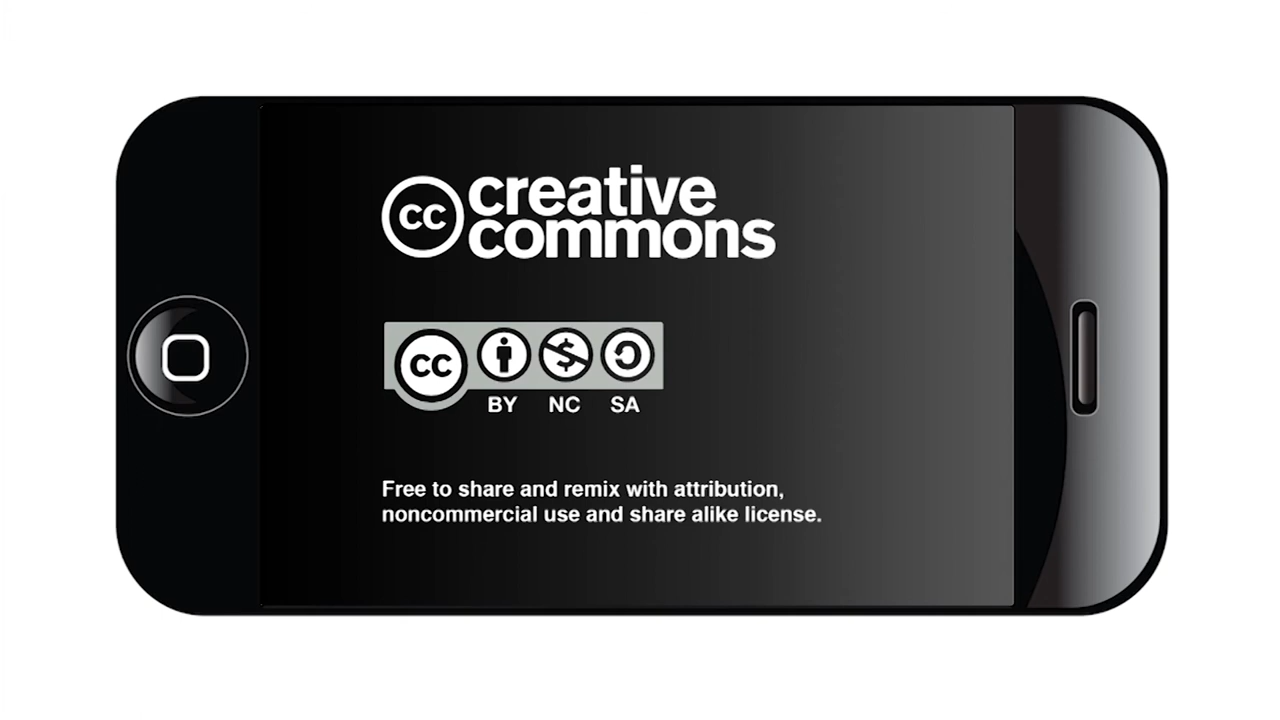 cc creative
commons
cc
BY NC SA
Free to share and remix with attribution,
noncommercial use and share alike license.